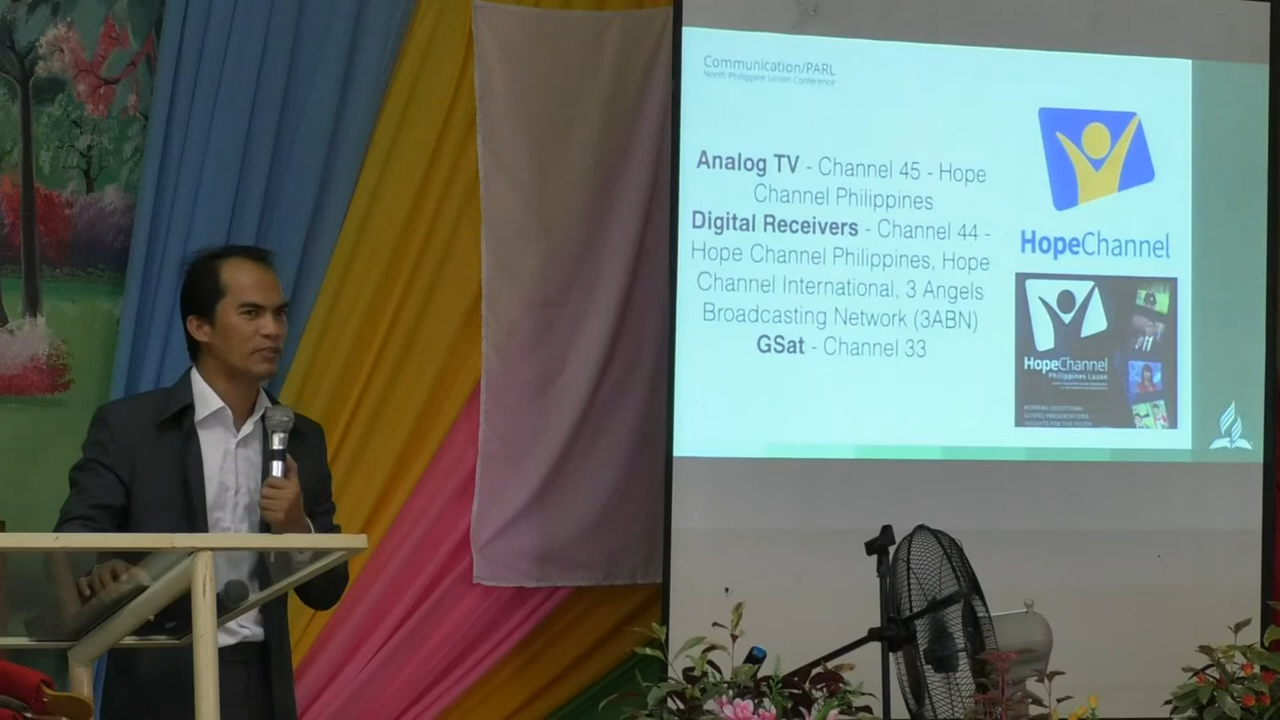 Communication/PARL
North Philippine Union Conference
Analog TV - Channel 45 - Hope
Channel Philippines
Digital Receivers - Channel 44 -
Hope Channel Philippines, Hope
Channel International, 3 Angels
Broadcasting Network (3ABN)
GSat - Channel 33
HopeChannel
HopeChannel
Philippines Luzon